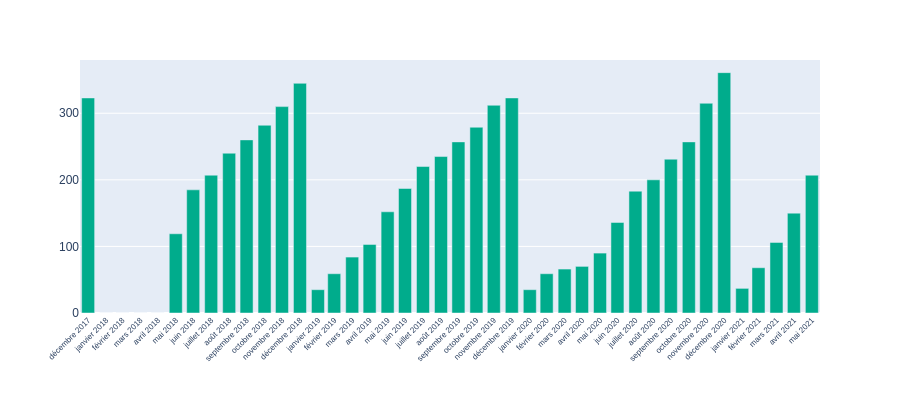 300
200
100
0
décembre 2017
janvier 2018
février 2018
mars 2018
avril 2018
mai 2018
juin 2018
juillet 2018
août 2018
septembre 2018
octobre 2018
novembre 2018
décembre 2018
janvier 2019
février 2019
mars 2019
avril 2019
mai 2019
juin 2019
juillet 2019
août 2019
septembre 2019
octobre 2019
novembre 2019
décembre 2019
janvier 2020
février 2020
mars 2020
avril 2020
mai 2020
juin 2020
juillet 2020
août 2020
septembre 2020
octobre 2020
novembre 2020
décembre 2020
janvier 2021
février 2021
mars 2021
avril 2021
mai 2021